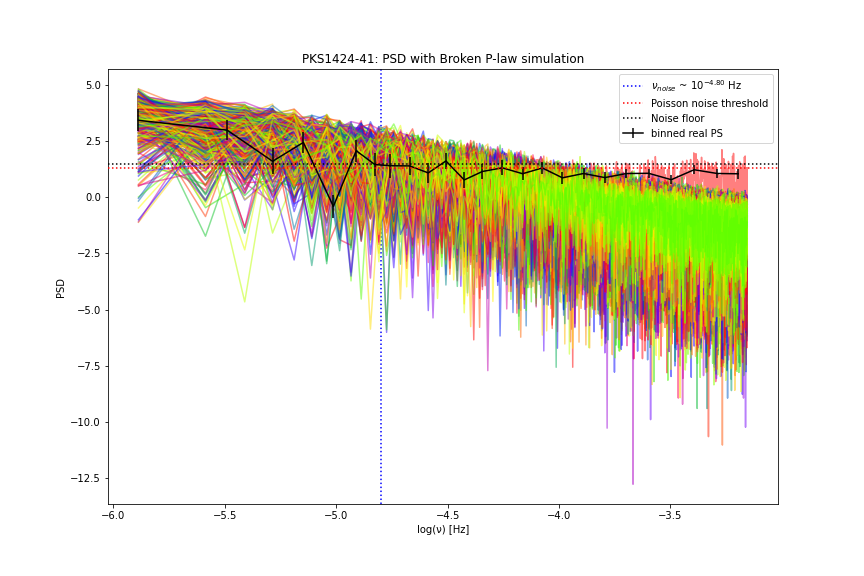 PKS1424-41: PSD with Broken P-law simulation
ν_noise ~ 10^−4.80 Hz
Poisson noise threshold
Noise floor
binned real PS
5.0
2.5
0.0
−2.5
−5.0
−7.5
−10.0
−12.5
PSD
−6.0 −5.5 −5.0 −4.5 −4.0 −3.5
log(ν) [Hz]